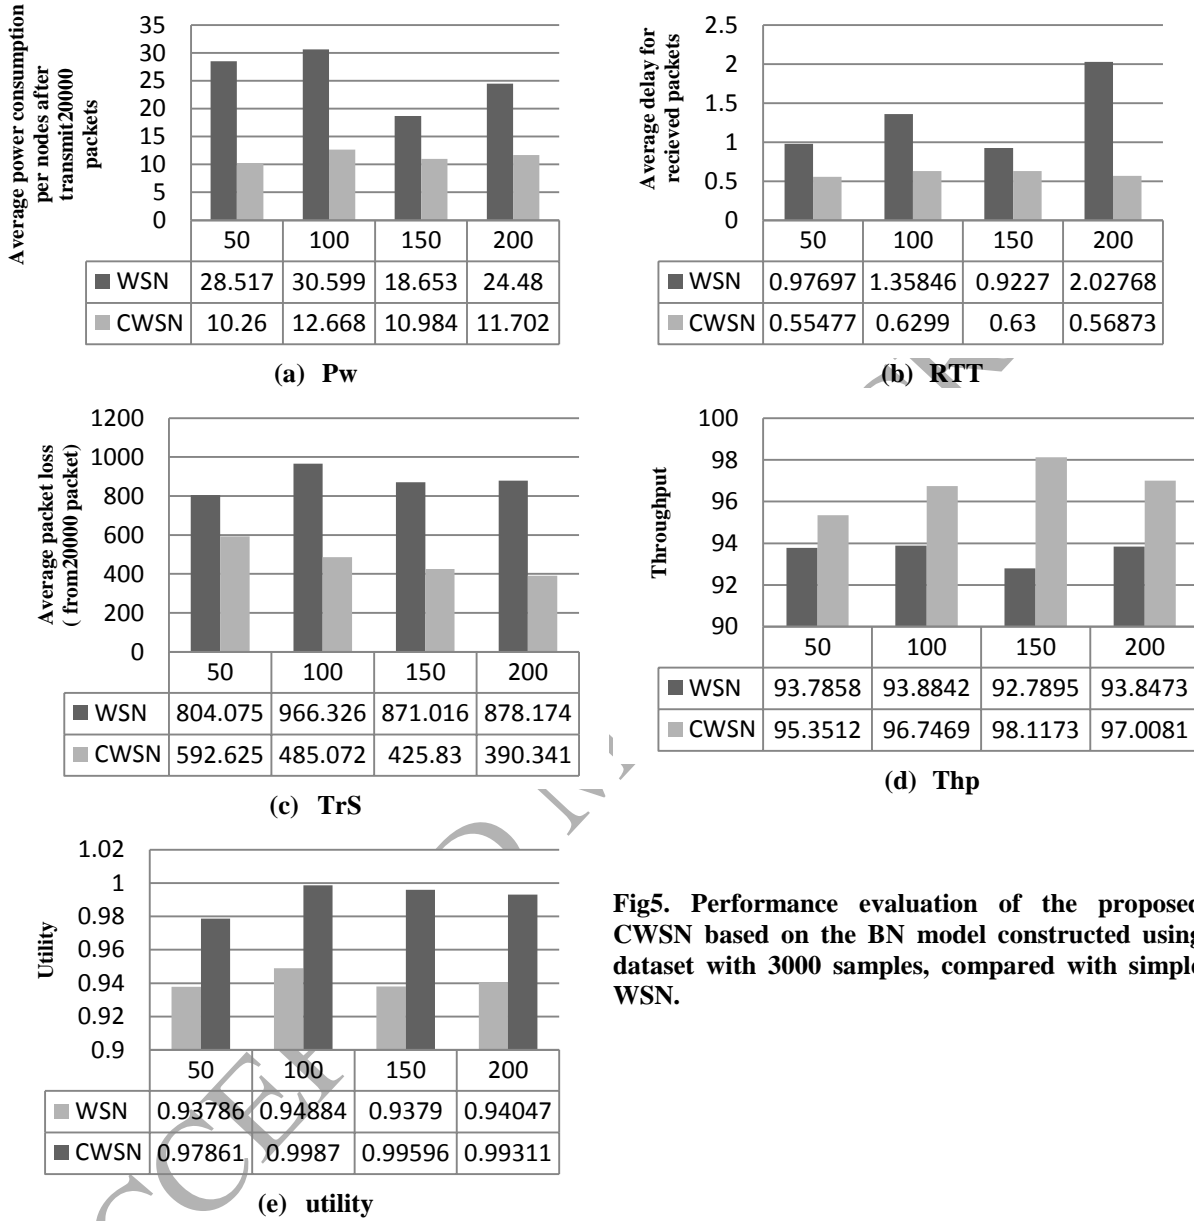 Average power consumption
per nodes after
transmit20000
packets
35
30
25
20
15
10
5
0
50 100 150 200
WSN 28.517 30.599 18.653 24.48
CWSN 10.26 12.668 10.984 11.702
(a) Pw
Average delay for
recieved packets
2.5
2
1.5
1
0.5
0
50 100 150 200
WSN 0.97697 1.35846 0.9227 2.02768
CWSN 0.55477 0.6299 0.63 0.56873
(b) RTT
Average packet loss
( from20000 packet)
1200
1000
800
600
400
200
0
50 100 150 200
WSN 804.075 966.326 871.016 878.174
CWSN 592.625 485.072 425.83 390.341
(c) TrS
Throughput
100
98
96
94
92
90
50 100 150 200
WSN 93.7858 93.8842 92.7895 93.8473
CWSN 95.3512 96.7469 98.1173 97.0081
(d) Thp
Utility
1.02
1
0.98
0.96
0.94
0.92
0.9
50 100 150 200
WSN 0.93786 0.94884 0.9379 0.94047
CWSN 0.97861 0.9987 0.99596 0.99311
(e) utility
Fig5. Performance evaluation of the proposed
CWSN based on the BN model constructed using
dataset with 3000 samples, compared with simple
WSN.